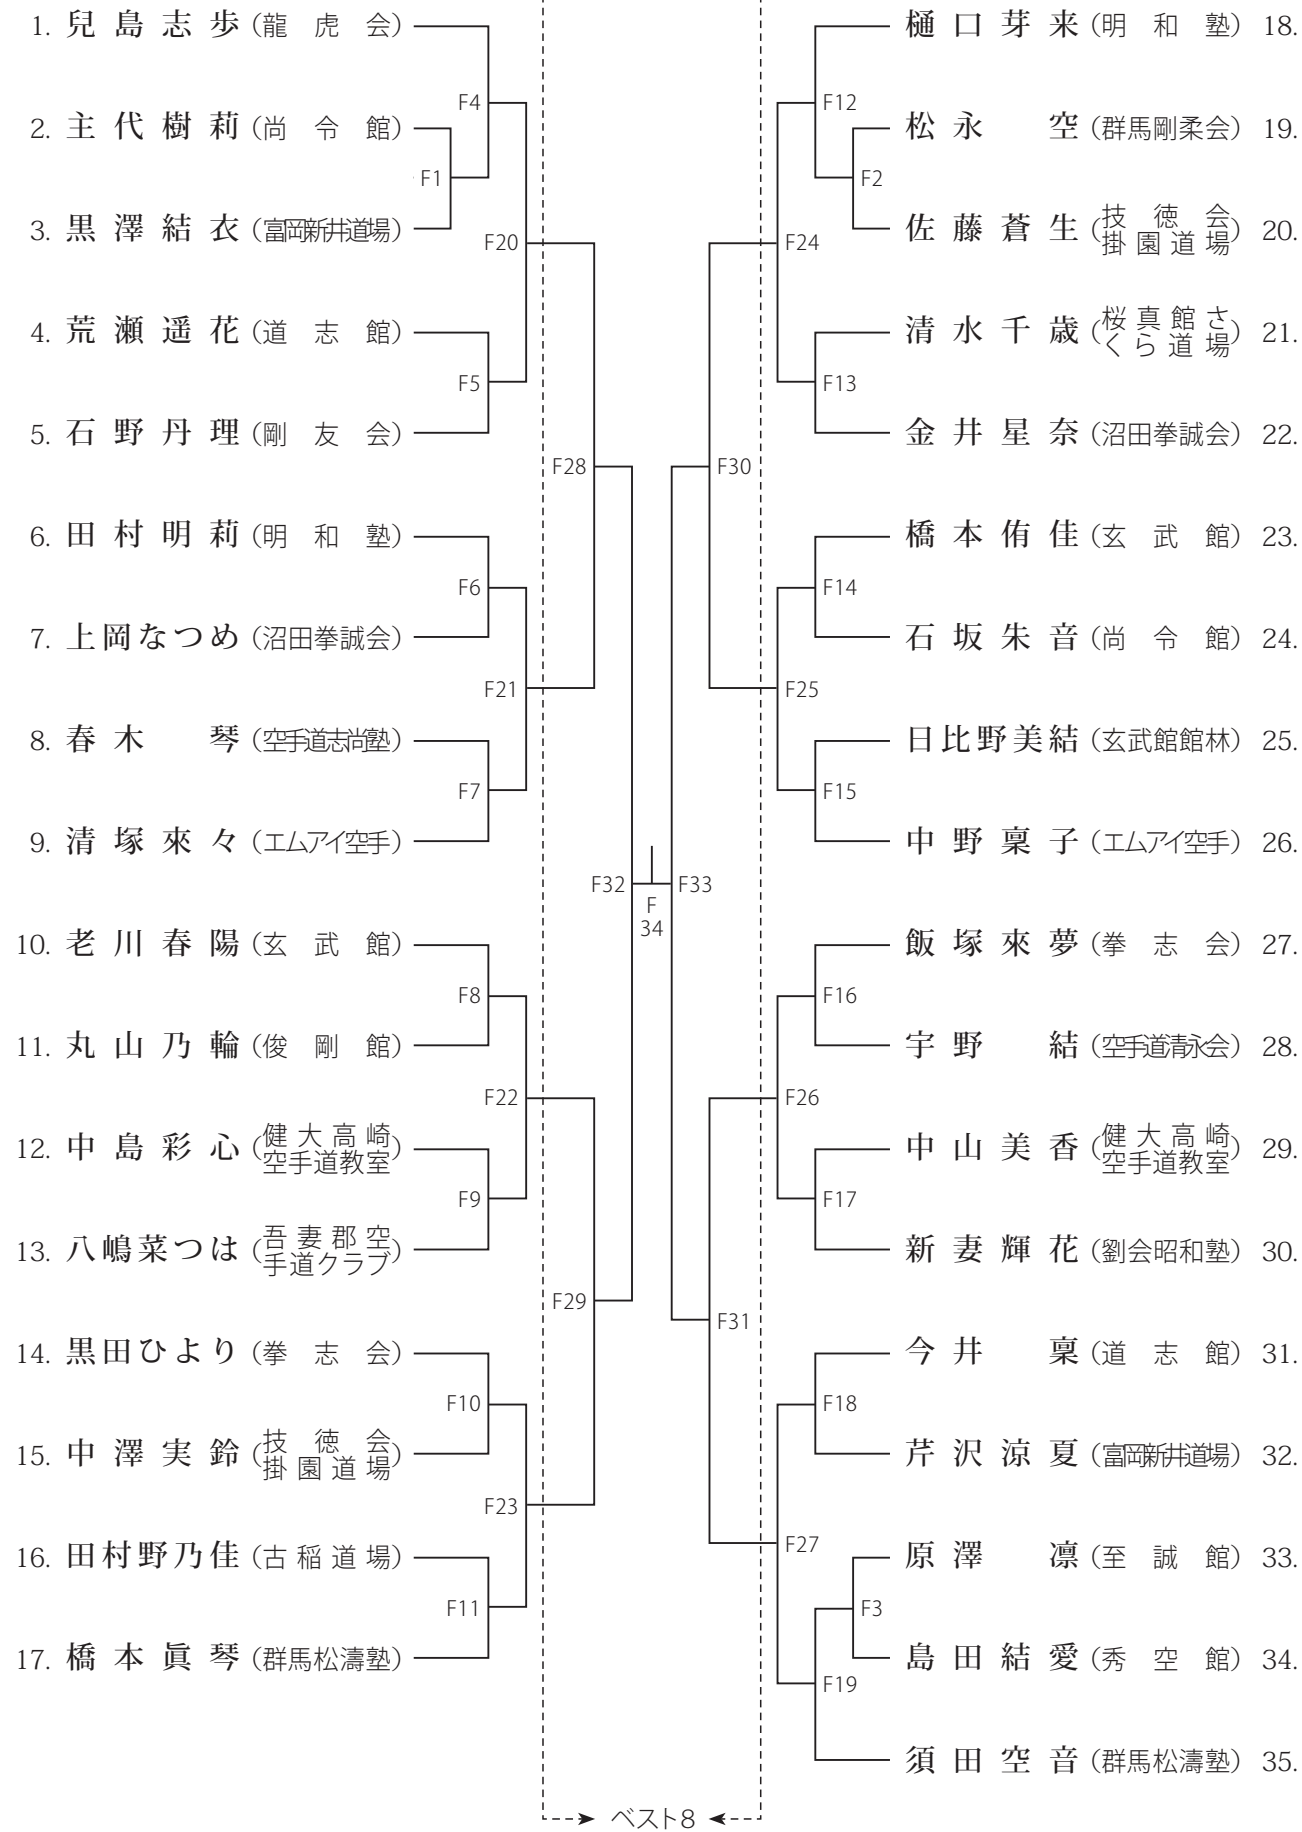 1. 兒島志歩（龍虎会）
2. 主代樹莉（尚令館）
3. 黒澤結衣（富岡新井道場）
4. 荒瀬遥花（道志館）
5. 石野丹理（剛友会）
6. 田村明莉（明和塾）
7. 上岡なつめ（沼田拳誠会）
8. 春木琴（空手道志尚塾）
9. 清塚來々（エムアイ空手）
10. 老川春陽（玄武館）
11. 丸山乃輪（俊剛館）
12. 中島彩心（健大高崎
空手道教室）
13. 八嶋菜つは（吾妻郡空
手道クラブ）
14. 黒田ひより（拳志会）
15. 中澤実鈴（技徳会
掛園道場）
16. 田村野乃佳（古稲道場）
17. 橋本眞琴（群馬松濤塾）
F1
F4
F5
F6
F7
F8
F9
F10
F11
F20
F21
F22
F23
F28
F29
F32
F
34
F33
F30
F31
F24
F25
F26
F27
F12
F2
F13
F14
F15
F16
F17
F18
F3
F19
樋口芽来（明和塾）18.
松永空（群馬剛柔会）19.
佐藤蒼生（技徳会
掛園道場）20.
清水千歳（桜真館さ
くら道場）21.
金井星奈（沼田拳誠会）22.
橋本侑佳（玄武館）23.
石坂朱音（尚令館）24.
日比野美結（玄武館館林）25.
中野稟子（エムアイ空手）26.
飯塚來夢（拳志会）27.
宇野結（空手道清永会）28.
中山美香（健大高崎
空手道教室）29.
新妻輝花（劉会昭和塾）30.
今井稟（道志館）31.
芹沢涼夏（富岡新井道場）32.
原澤凛（至誠館）33.
島田結愛（秀空館）34.
須田空音（群馬松濤塾）35.
ベスト8